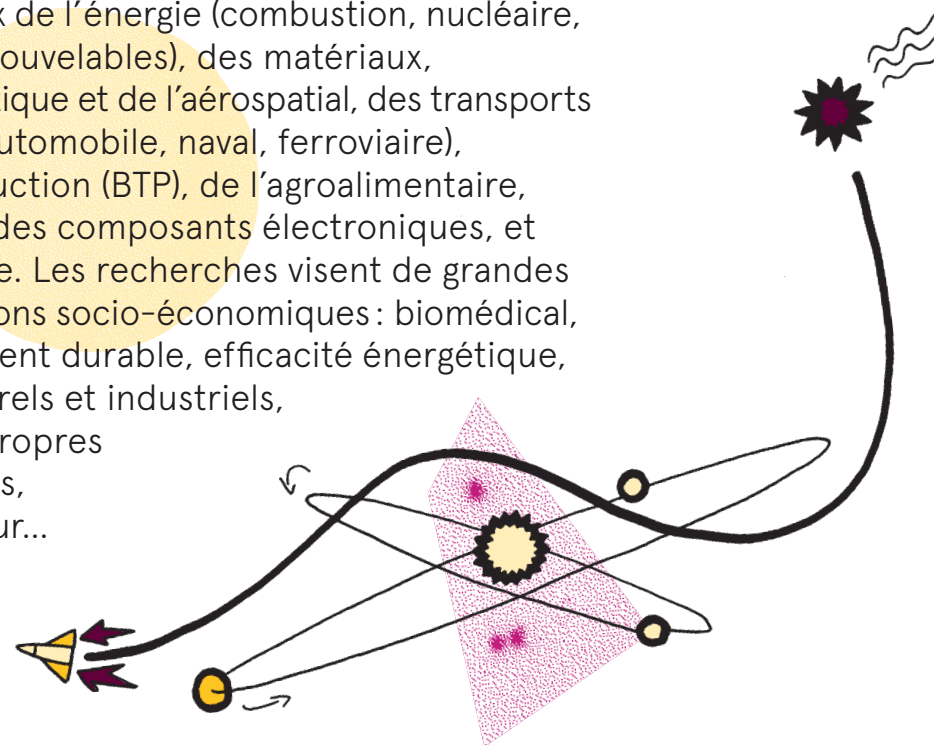 x de l’énergie (combustion, nucléaire,
ouvelables), des matériaux,
tique et de l’aérospatial, des transports
utomobile, naval, ferroviaire),
uction (BTP), de l’agroalimentaire,
des composants électroniques, et
e. Les recherches visent de grandes
ons socio-économiques : biomédical,
ent durable, efficacité énergétique,
rels et industriels,
ropres
s,
ur...